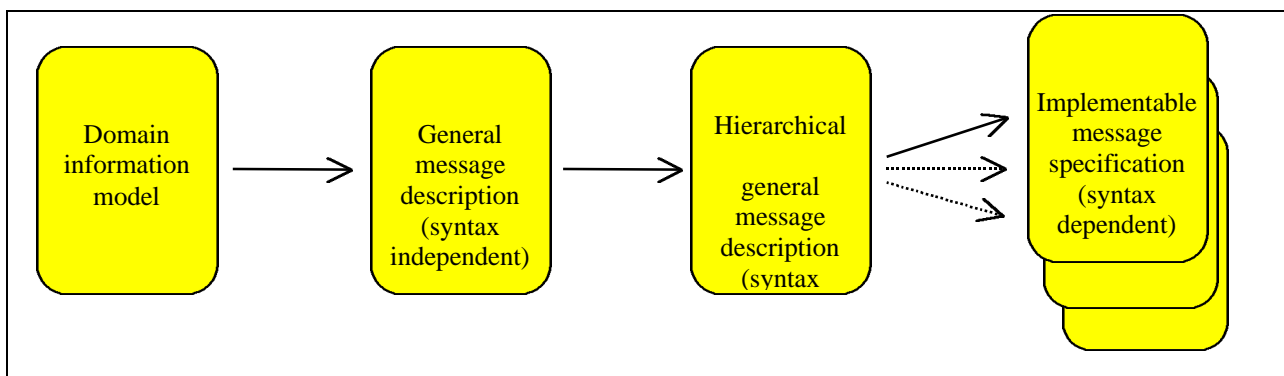 Domain
information
model
General
message
description
(syntax
independent)
Hierarchical
general
message
description
(syntax
Implementable
message
specification
(syntax
dependent)